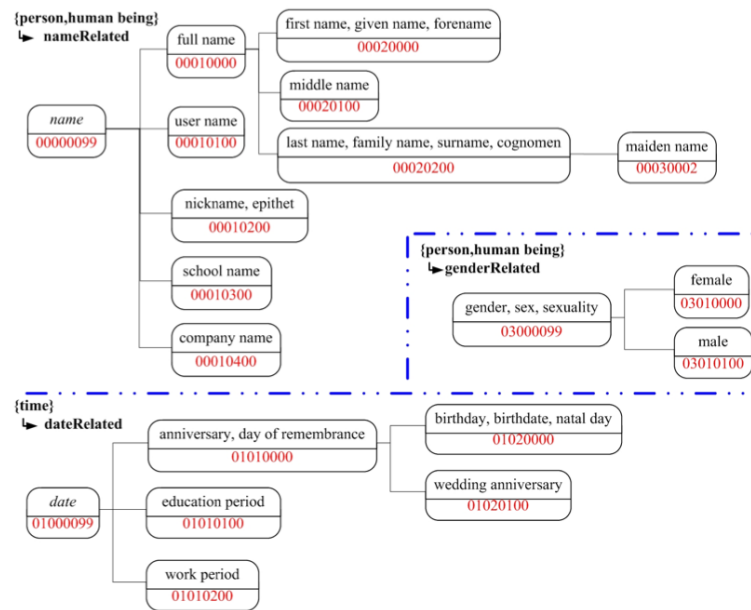 {person,human being}
nameRelated
name
00000099
full name
00010000
first name, given name, forename
00020000
middle name
00020100
last name, family name, surname, cognomen
00020200
maiden name
00030002
user name
00010100
nickname, epithet
00010200
school name
00010300
company name
00010400
{person,human being}
genderRelated
gender, sex, sexuality
03000099
female
03010000
male
03010100
{time}
dateRelated
date
01000099
anniversary, day of remembrance
01010000
birthday, birthdate, natal day
01020000
wedding anniversary
01020100
education period
01010100
work period
01010200